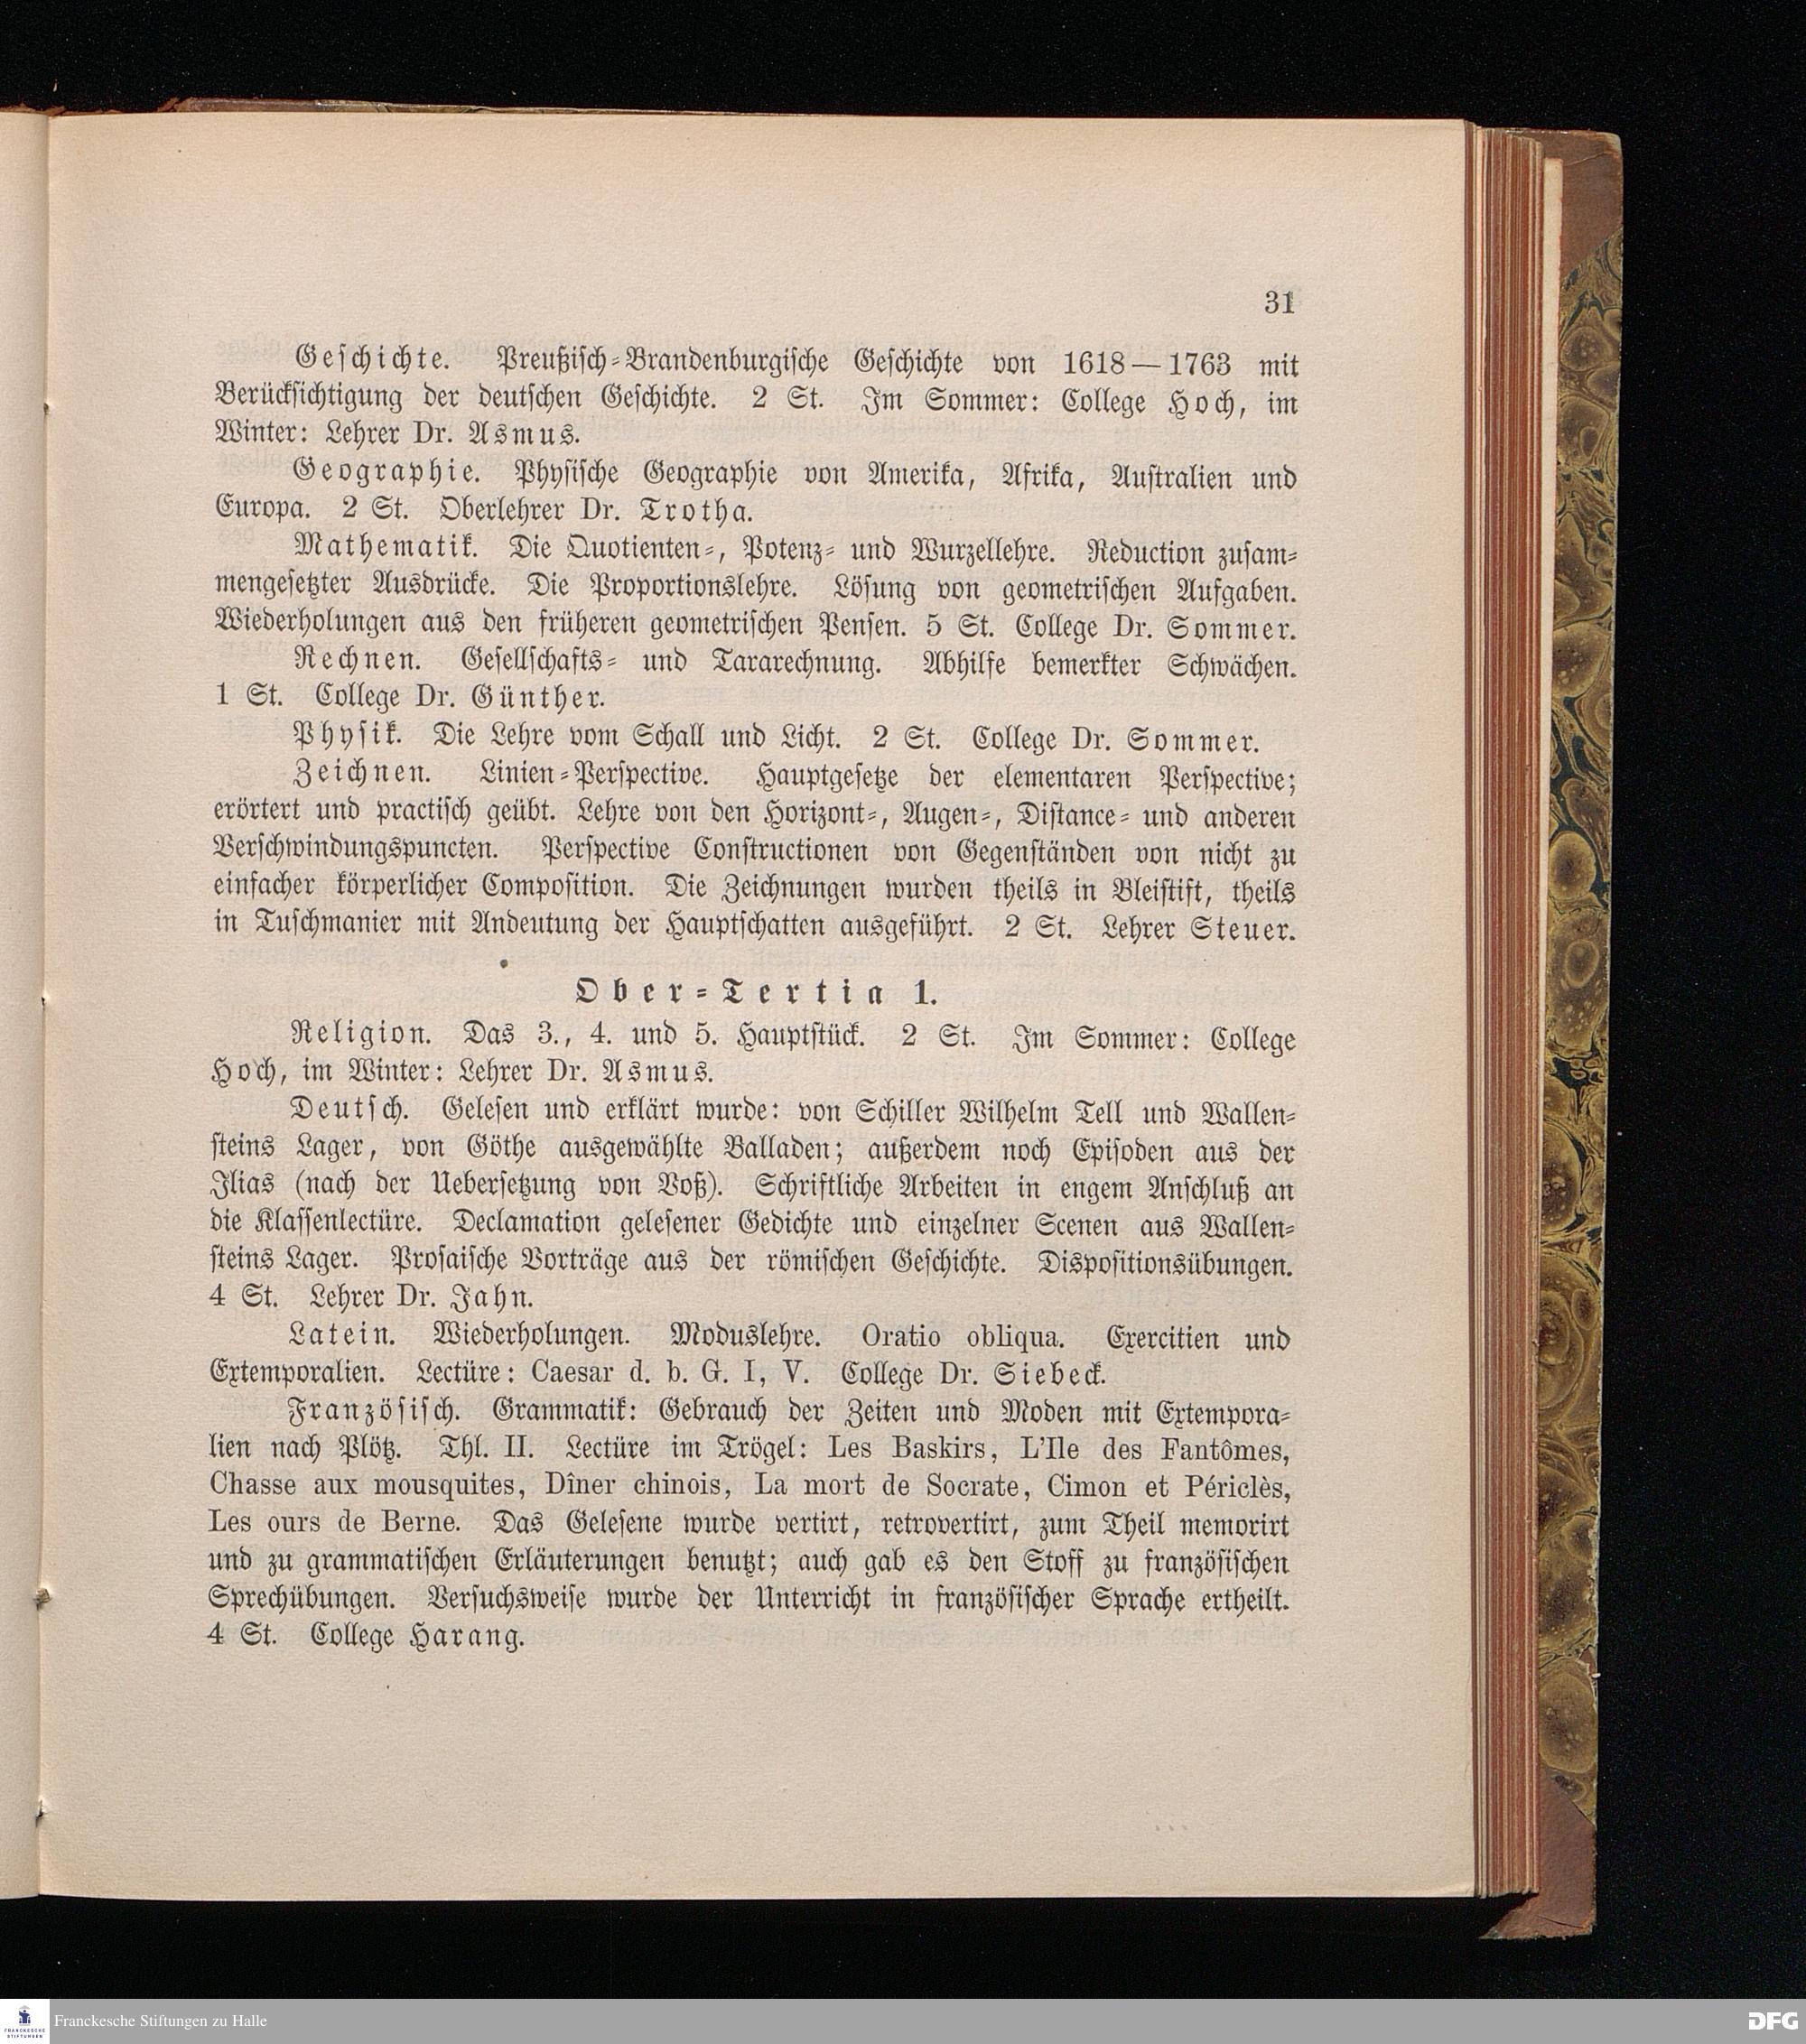 31
Geschichte. Preußisch-Brandenburgische Geschichte von 1618—1763 mit
Berücksichtigung der deutschen Geschichte. 2 St. Im Sommer: College Hoch, im
Winter: Lehrer Dr. Asmus.
Geographie. Physische Geographie von Amerika, Afrika, Australien und
Europa. 2 St. Oberlehrer Dr. Trotha.
Mathematik. Die Quotienten-, Potenz- und Wurzellehre. Reduction zusam-
mengesetzter Ausdrücke. Die Proportionslehre. Lösung von geometrischen Aufgaben.
Wiederholungen aus den früheren geometrischen Pensen. 5 St. College Dr. Sommer.
Rechnen. Gesellschafts- und Tararechnung. Abhilfe bemerkter Schwächen.
1 St. College Dr. Günther.
Physik. Die Lehre vom Schall und Licht. 2 St. College Dr. Sommer.
Zeichnen. Linien-Perspective. Hauptgesetze der elementaren Perspective;
erörtert und practisch geübt. Lehre von den Horizont-, Augen-, Distance- und anderen
Verschwindungspuncten. Perspective Constructionen von Gegenständen von nicht zu
einfacher körperlicher Composition. Die Zeichnungen wurden theils in Bleistift, theils
in Tuschmanier mit Andeutung der Hauptschatten ausgeführt. 2 St. Lehrer Steuer.
Ober-Tertia 1.
Religion. Das 3., 4. und 5. Hauptstück. 2 St. Im Sommer: College
Hoch, im Winter: Lehrer Dr. Asmus.
Deutsch. Gelesen und erklärt wurde: von Schiller Wilhelm Tell und Wallen-
steins Lager, von Göthe ausgewählte Balladen; außerdem noch Episoden aus der
Ilias (nach der Uebersetzung von Voß). Schriftliche Arbeiten in engem Anschluß an
die Klassenlectüre. Declamation gelesener Gedichte und einzelner Scenen aus Wallen-
steins Lager. Prosaische Vorträge aus der römischen Geschichte. Dispositionsübungen.
4 St. Lehrer Dr. Jahn.
Latein. Wiederholungen. Moduslehre. Oratio obliqua. Exercitien und
Extemporalien. Lectüre: Caesar d. b. G. I, V. College Dr. Siebeck.
Französisch. Grammatik: Gebrauch der Zeiten und Moden mit Extempora-
lien nach Plötz. Thl. II. Lectüre im Trögel: Les Baskirs, L'Ile des Fantômes,
Chasse aux mousquites, Dîner chinois, La mort de Socrate, Cimon et Périclès,
Les ours de Berne. Das Gelesene wurde vertirt, retrovertirt, zum Theil memorirt
und zu grammatischen Erläuterungen benutzt; auch gab es den Stoff zu französischen
Sprechübungen. Versuchsweise wurde der Unterricht in französischer Sprache ertheilt.
4 St. College Harang.
FRANCKESCHE
STIFTUNGEN
Franckesche Stiftungen zu Halle
DFG